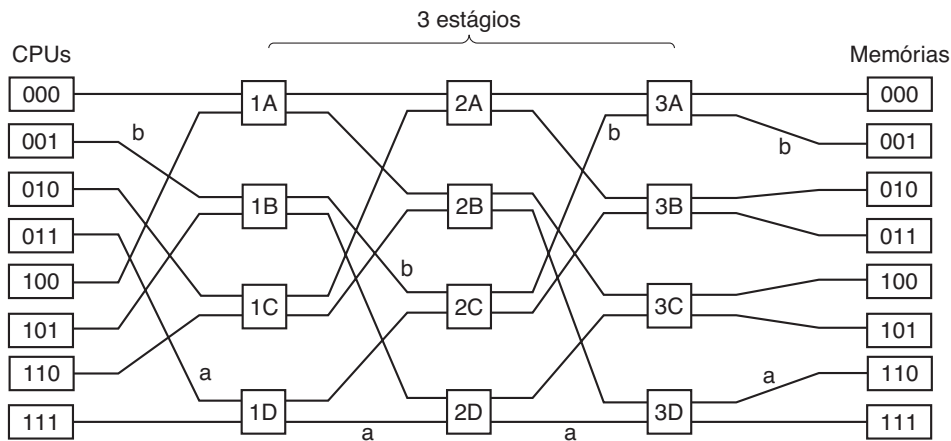 3 estágios
CPUs
Memórias
000 1A 2A 3A 000
001 b b b 001
010 1B 2B 3B 010
011 011
100 b 100
1C 2C 3C
101 101
110 a a 110
111 1D 2D 3D 111
a a